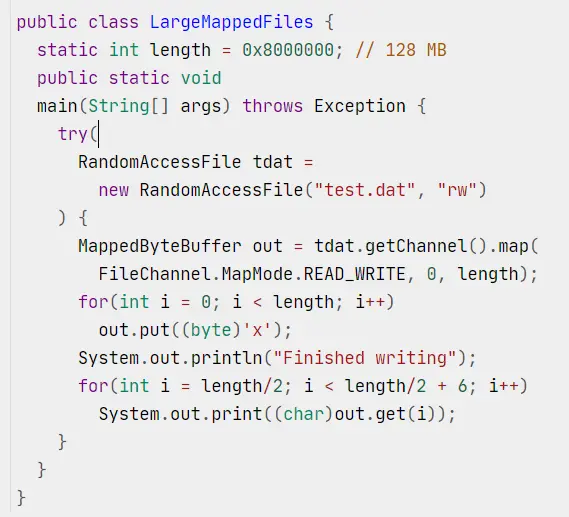 public class LargeMappedFiles {
  static int length = 0x8000000; // 128 MB
  public static void
  main(String[] args) throws Exception {
    try(
      RandomAccessFile tdat =
        new RandomAccessFile("test.dat", "rw")
    ) {
      MappedByteBuffer out = tdat.getChannel().map(
        FileChannel.MapMode.READ_WRITE, 0, length);
      for(int i = 0; i < length; i++)
        out.put((byte)'x');
      System.out.println("Finished writing");
      for(int i = length/2; i < length/2 + 6; i++)
        System.out.print((char)out.get(i));
    }
  }
}